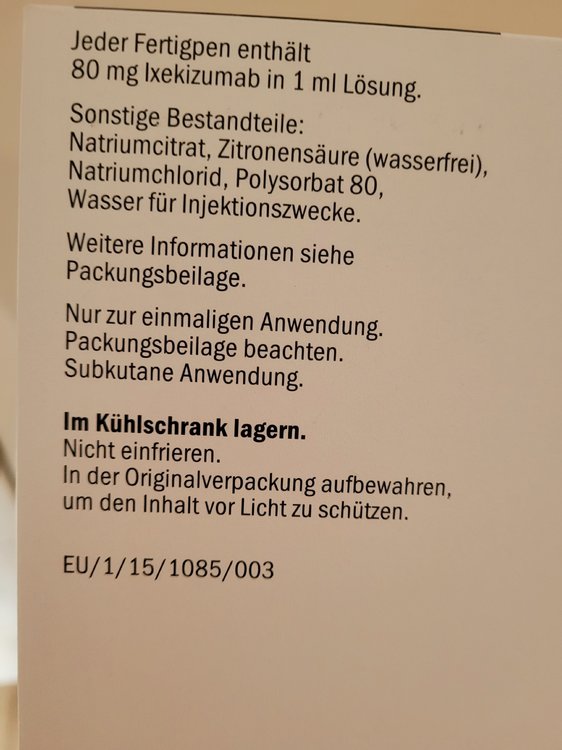 Jeder Fertigpen enthält
80 mg Ixekizumab in 1 ml Lösung.
Sonstige Bestandteile:
Natriumcitrat, Zitronensäure (wasserfrei),
Natriumchlorid, Polysorbat 80,
Wasser für Injektionszwecke.
Weitere Informationen siehe
Packungsbeilage.
Nur zur einmaligen Anwendung.
Packungsbeilage beachten.
Subkutane Anwendung.
Im Kühlschrank lagern.
Nicht einfrieren.
In der Originalverpackung aufbewahren,
um den Inhalt vor Licht zu schützen.
EU/1/15/1085/003